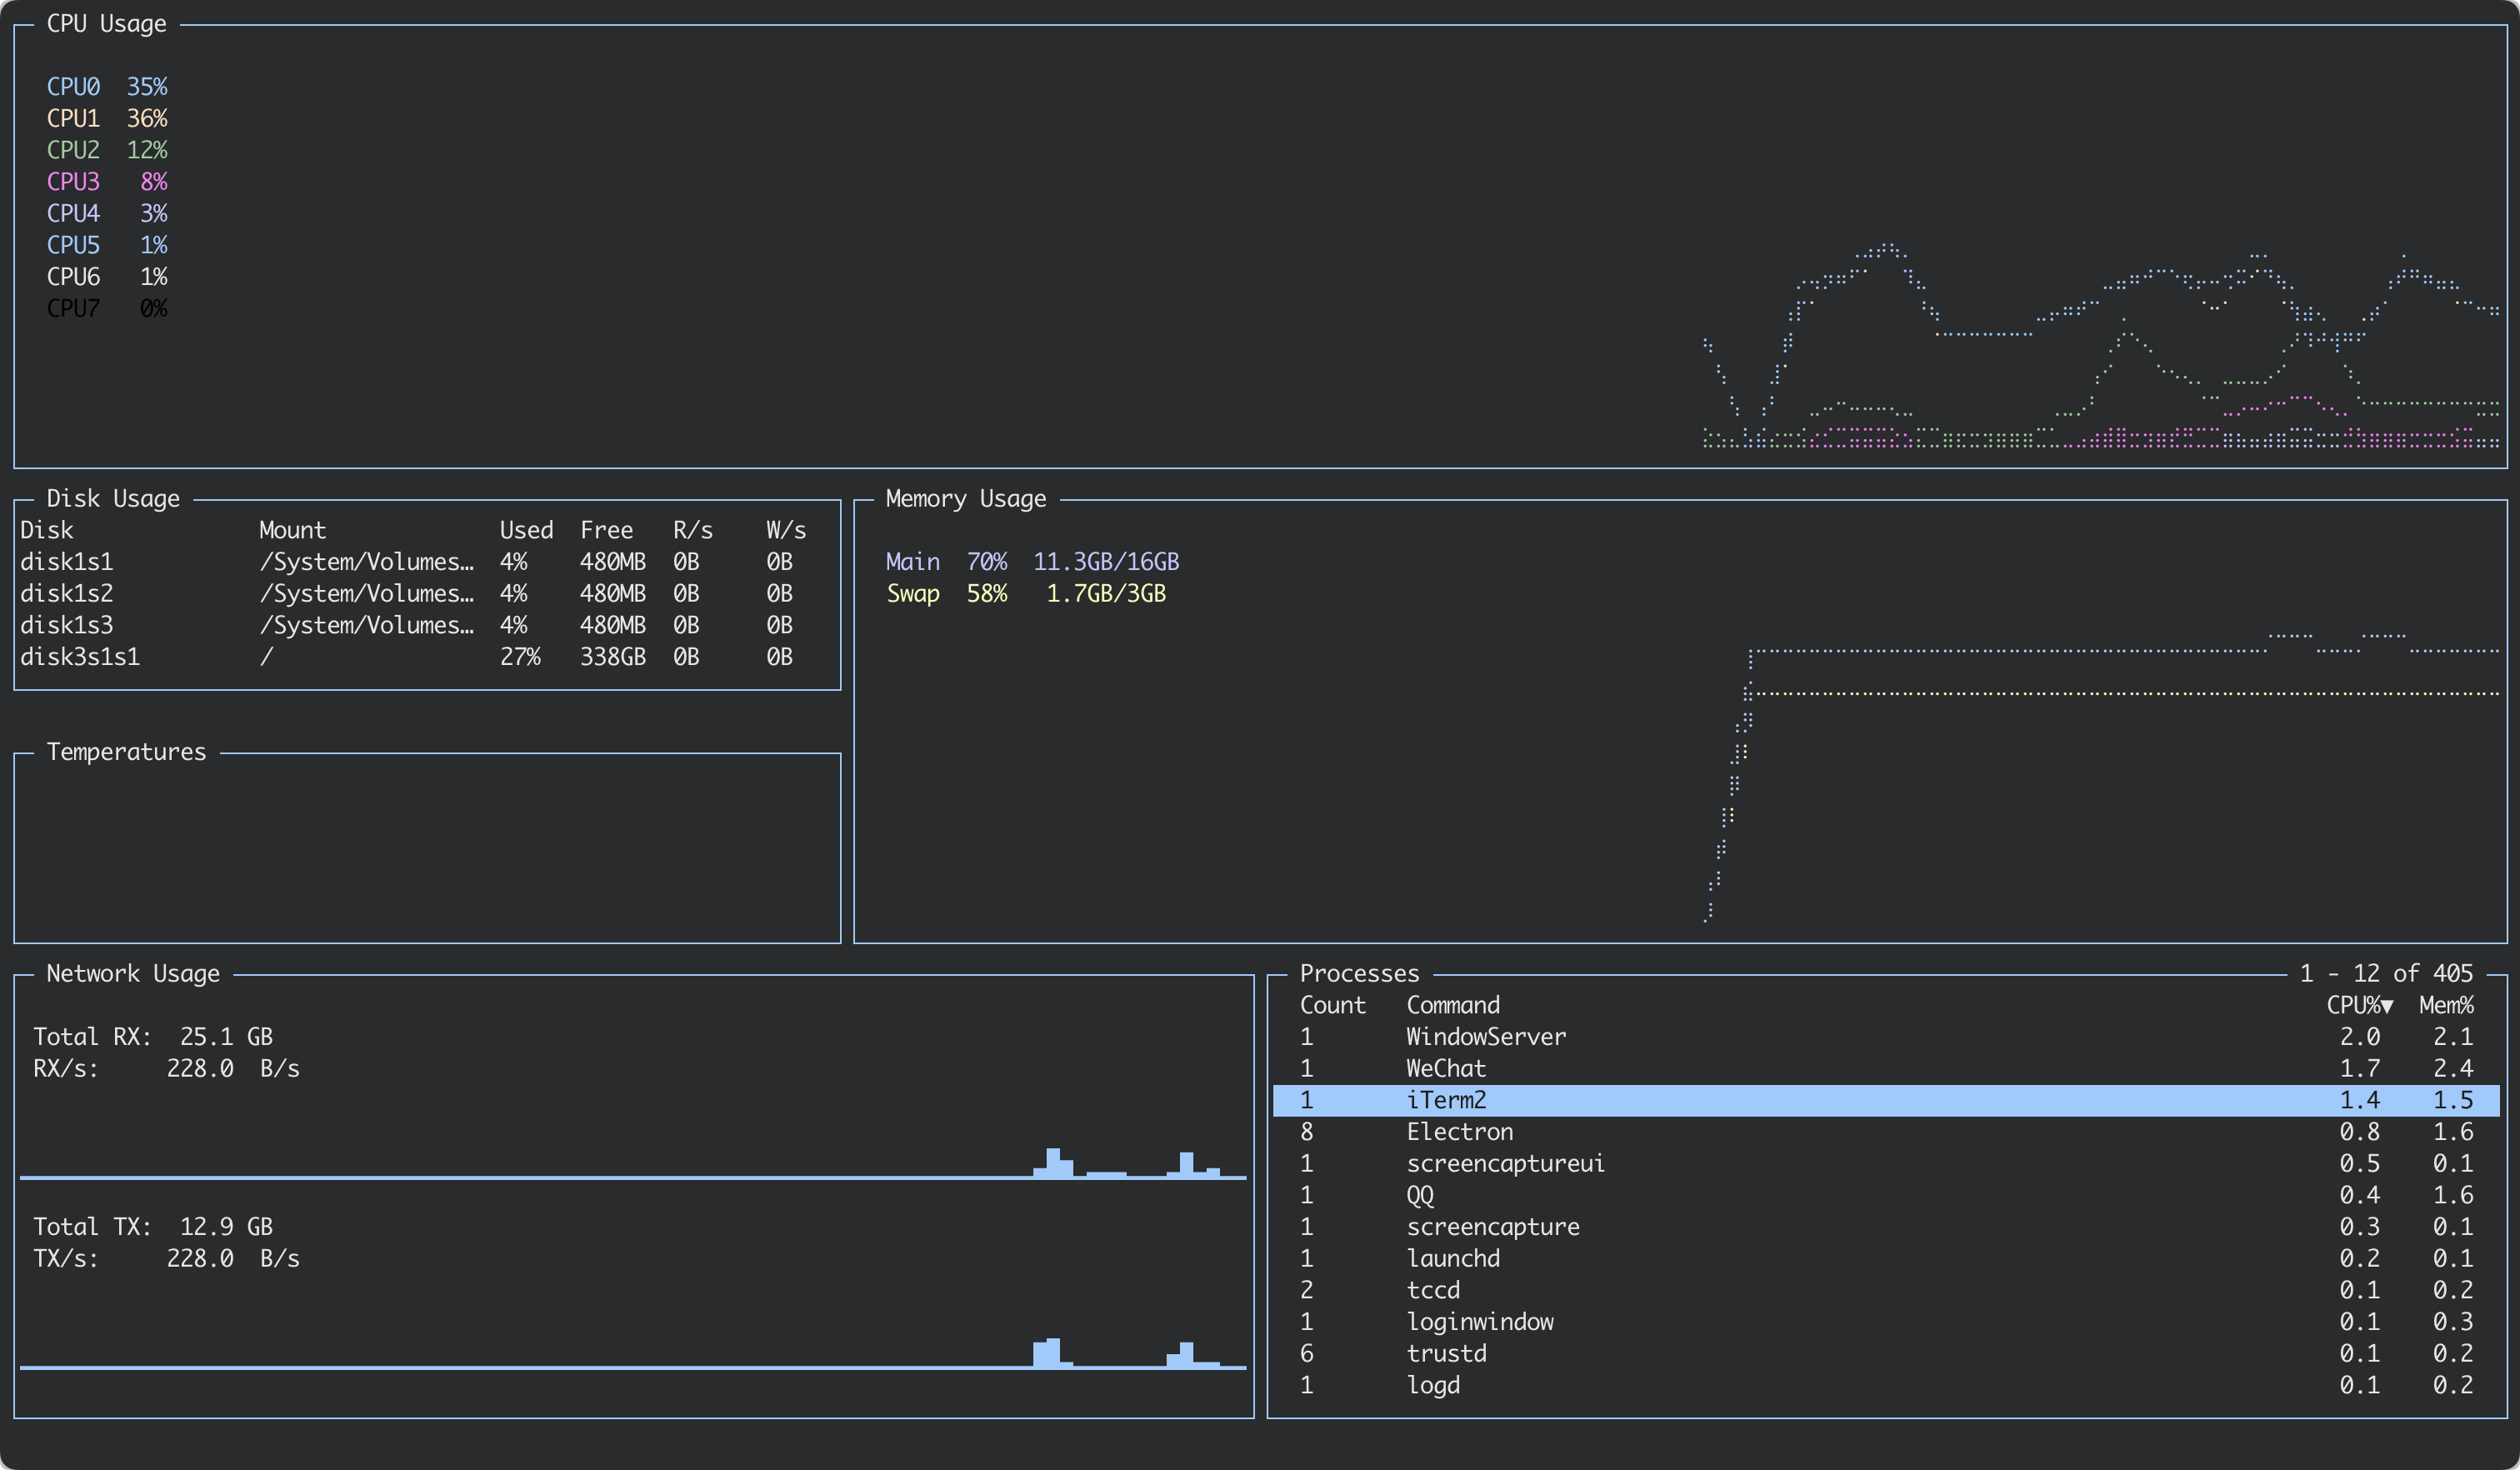 CPU Usage
CPU0 35%
CPU1 36%
CPU2 12%
CPU3 8%
CPU4 3%
CPU5 1%
CPU6 1%
CPU7 0%
Disk Usage
Disk Mount Used Free R/s W/s
disk1s1 /System/Volumes… 4% 480MB 0B 0B
disk1s2 /System/Volumes… 4% 480MB 0B 0B
disk1s3 /System/Volumes… 4% 480MB 0B 0B
disk3s1s1 / 27% 338GB 0B 0B
Memory Usage
Main 70% 11.3GB/16GB
Swap 58% 1.7GB/3GB
Temperatures
Network Usage
Total RX: 25.1 GB
RX/s: 228.0 B/s
Total TX: 12.9 GB
TX/s: 228.0 B/s
Processes 1 - 12 of 405
Count Command CPU%▼ Mem%
1 WindowServer 2.0 2.1
1 WeChat 1.7 2.4
1 iTerm2 1.4 1.5
8 Electron 0.8 1.6
1 screencaptureui 0.5 0.1
1 QQ 0.4 1.6
1 screencapture 0.3 0.1
1 launchd 0.2 0.1
2 tccd 0.1 0.2
1 loginwindow 0.1 0.3
6 trustd 0.1 0.2
1 logd 0.1 0.2